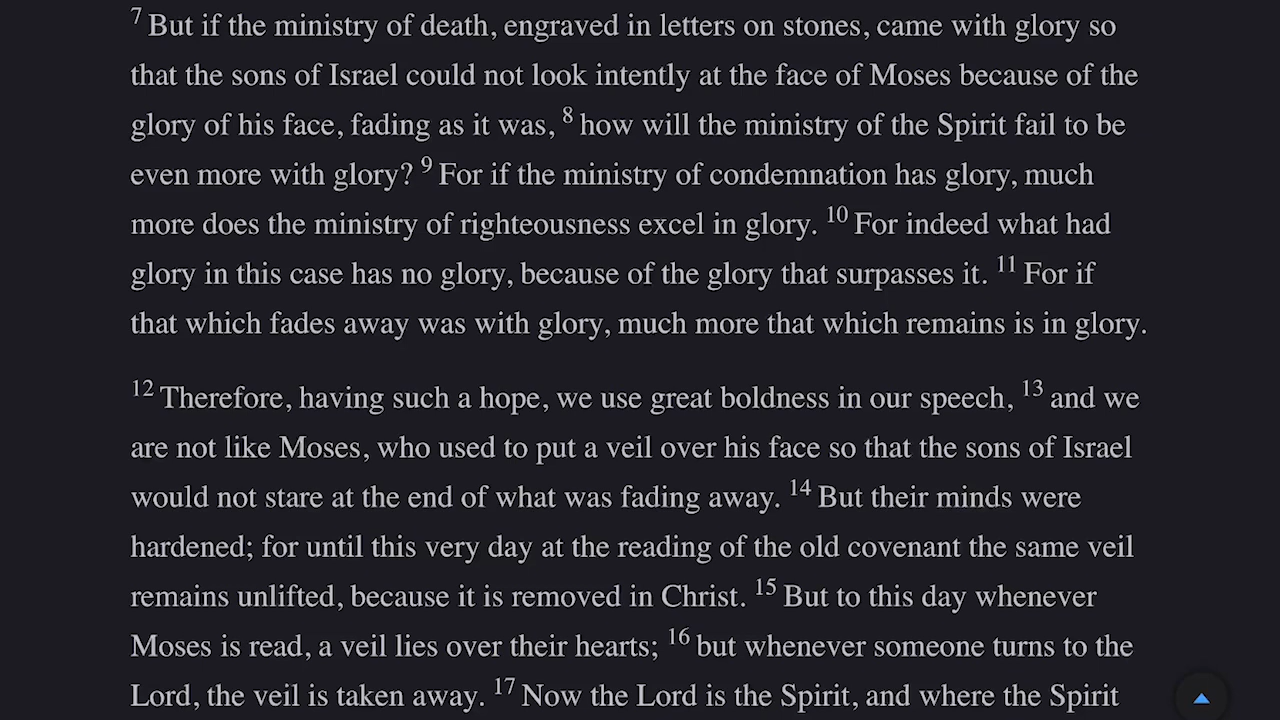 7 But if the ministry of death, engraved in letters on stones, came with glory so
that the sons of Israel could not look intently at the face of Moses because of the
glory of his face, fading as it was, 8 how will the ministry of the Spirit fail to be
even more with glory? 9 For if the ministry of condemnation has glory, much
more does the ministry of righteousness excel in glory. 10 For indeed what had
glory in this case has no glory, because of the glory that surpasses it. 11 For if
that which fades away was with glory, much more that which remains is in glory.
12 Therefore, having such a hope, we use great boldness in our speech, 13 and we
are not like Moses, who used to put a veil over his face so that the sons of Israel
would not stare at the end of what was fading away. 14 But their minds were
hardened; for until this very day at the reading of the old covenant the same veil
remains unlifted, because it is removed in Christ. 15 But to this day whenever
Moses is read, a veil lies over their hearts; 16 but whenever someone turns to the
Lord, the veil is taken away. 17 Now the Lord is the Spirit, and where the Spirit